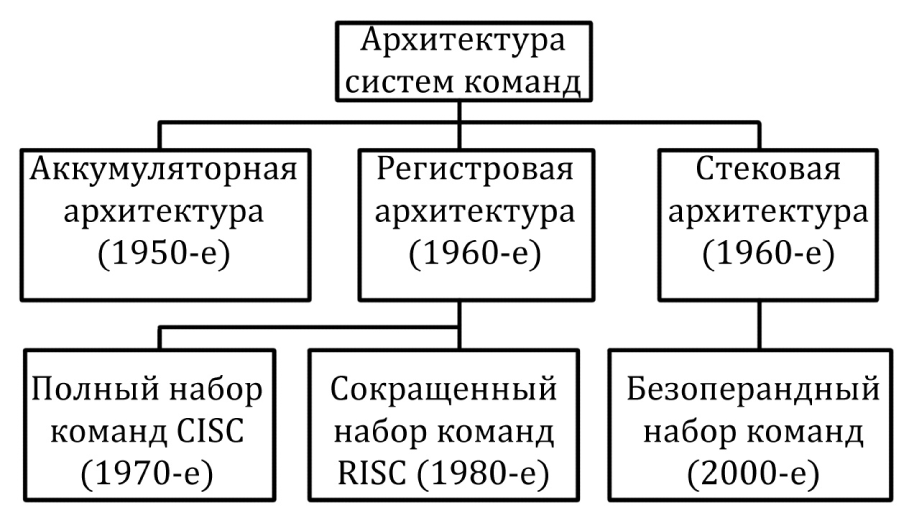 Архитектура
систем команд
Аккумуляторная
архитектура
(1950-е)
Регистровая
архитектура
(1960-е)
Стековая
архитектура
(1960-е)
Полный набор
команд CISC
(1970-е)
Сокращенный
набор команд
RISC (1980-е)
Безоперандный
набор команд
(2000-е)